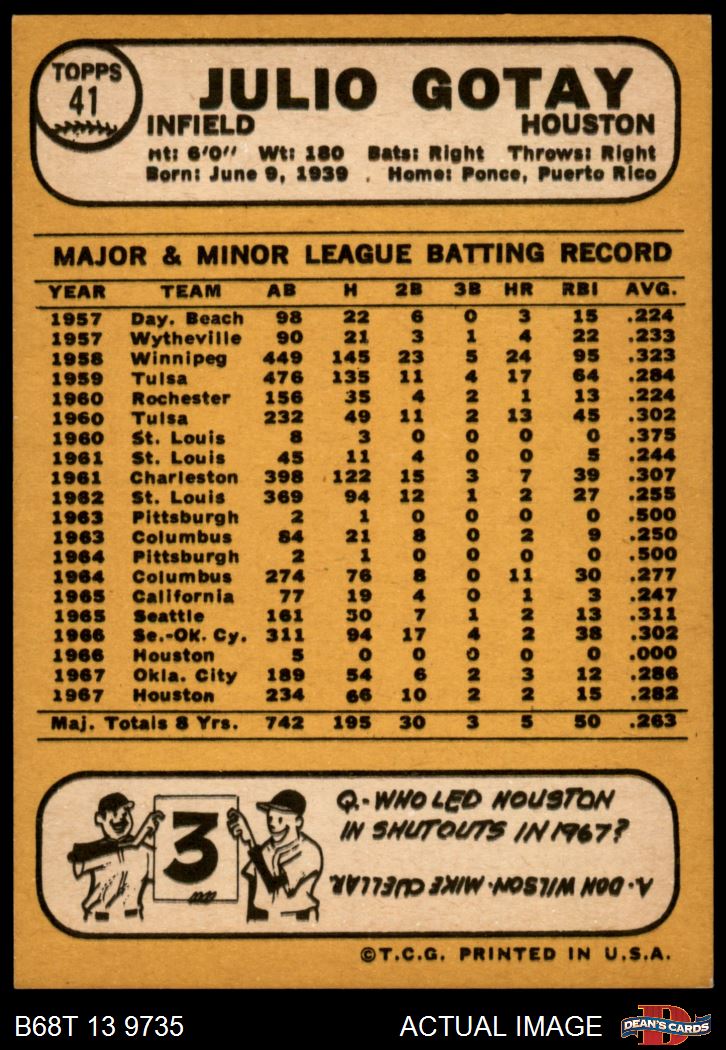 TOPPS
41
JULIO GOTAY
INFIELD HOUSTON
Ht: 6'0" Wt: 180 Bats: Right Throws: Right
Born: June 9, 1939 . Home: Ponce, Puerto Rico
MAJOR & MINOR LEAGUE BATTING RECORD
YEAR TEAM AB H 2B 3B HR RBI AVG.
1957 Day. Beach 98 22 6 0 3 15 .224
1957 Wytheville 90 21 3 1 4 22 .233
1958 Winnipeg 449 145 23 5 24 95 .323
1959 Tulsa 476 135 11 4 17 64 .284
1960 Rochester 156 35 4 2 1 13 .224
1960 Tulsa 232 49 11 2 13 45 .302
1960 St. Louis 8 3 0 0 0 0 .375
1961 St. Louis 45 11 4 0 0 5 .244
1961 Charleston 398 122 15 3 7 39 .307
1962 St. Louis 369 94 12 1 2 27 .255
1963 Pittsburgh 2 1 0 0 0 0 .500
1963 Columbus 84 21 8 0 2 9 .250
1964 Pittsburgh 2 1 0 0 0 0 .500
1964 Columbus 274 76 8 0 11 30 .277
1965 California 77 19 4 0 1 3 .247
1965 Seattle 161 50 7 1 2 13 .311
1966 Se.-OK. Cy. 311 94 17 4 2 38 .302
1966 Houston 5 0 0 0 0 0 .000
1967 Okla. City 189 54 6 2 3 12 .286
1967 Houston 234 66 10 2 2 15 .282
Maj. Totals 8 Yrs. 742 195 30 3 5 50 .263
3
Q.-WHO LED HOUSTON
IN SHUTOUTS IN 1967?
A. DON WILSON-MIKE CUELLAR
©T.C.G. PRINTED IN U.S.A.
B68T 13 9735 ACTUAL IMAGE
D
DEAN'S CARDS